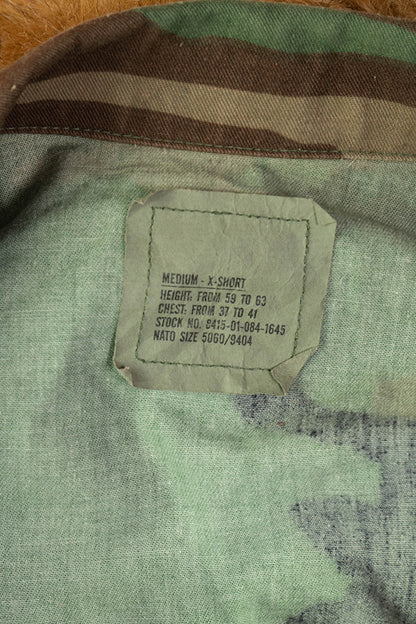 MEDIUM - X-SHORT
HEIGHT: FROM 59 TO 63
CHEST: FROM 37 TO 41
STOCK NO. 8415-01-084-1645
NATO SIZE 5060/9404